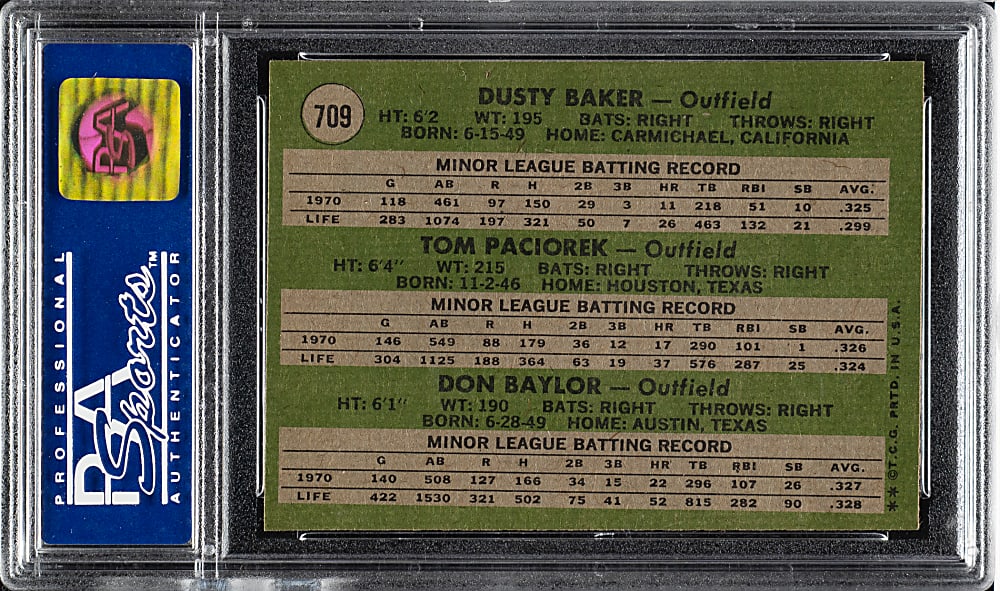 PROFESSIONAL
PSA
Sports™
AUTHENTICATOR
PSA
709
DUSTY BAKER — Outfield
HT: 6'2 WT: 195 BATS: RIGHT THROWS: RIGHT
BORN: 6-15-49 HOME: CARMICHAEL, CALIFORNIA
MINOR LEAGUE BATTING RECORD
G AB R H 2B 3B HR TB RBI SB AVG.
1970 118 461 97 150 29 3 11 218 51 10 .325
LIFE 283 1074 197 321 50 7 26 463 132 21 .299
TOM PACIOREK — Outfield
HT: 6'4" WT: 215 BATS: RIGHT THROWS: RIGHT
BORN: 11-2-46 HOME: HOUSTON, TEXAS
MINOR LEAGUE BATTING RECORD
G AB R H 2B 3B HR TB RBI SB AVG.
1970 146 549 88 179 36 12 17 290 101 1 .326
LIFE 304 1125 188 364 63 19 37 576 287 25 .324
DON BAYLOR — Outfield
HT: 6'1" WT: 190 BATS: RIGHT THROWS: RIGHT
BORN: 6-28-49 HOME: AUSTIN, TEXAS
MINOR LEAGUE BATTING RECORD
G AB R H 2B 3B HR TB RBI SB AVG.
1970 140 508 127 166 34 15 22 296 107 26 .327
LIFE 422 1530 321 502 75 41 52 815 282 90 .328
** ©T.C.G. PRTD. IN U.S.A.